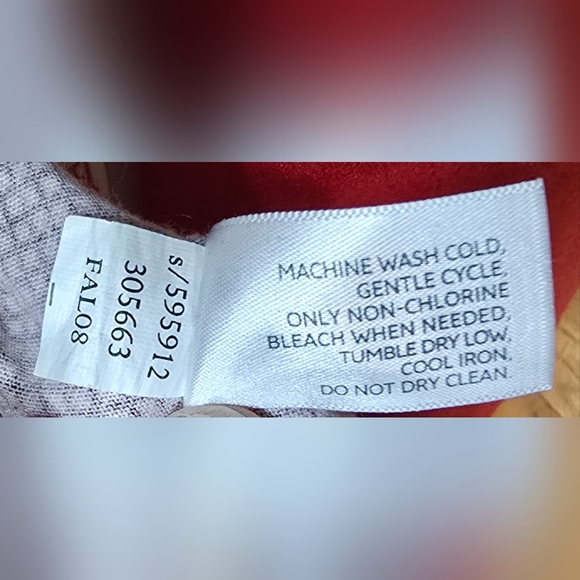 s/595912
305663
FAL08
MACHINE WASH COLD,
GENTLE CYCLE,
ONLY NON-CHLORINE
BLEACH WHEN NEEDED,
TUMBLE DRY LOW,
COOL IRON,
DO NOT DRY CLEAN